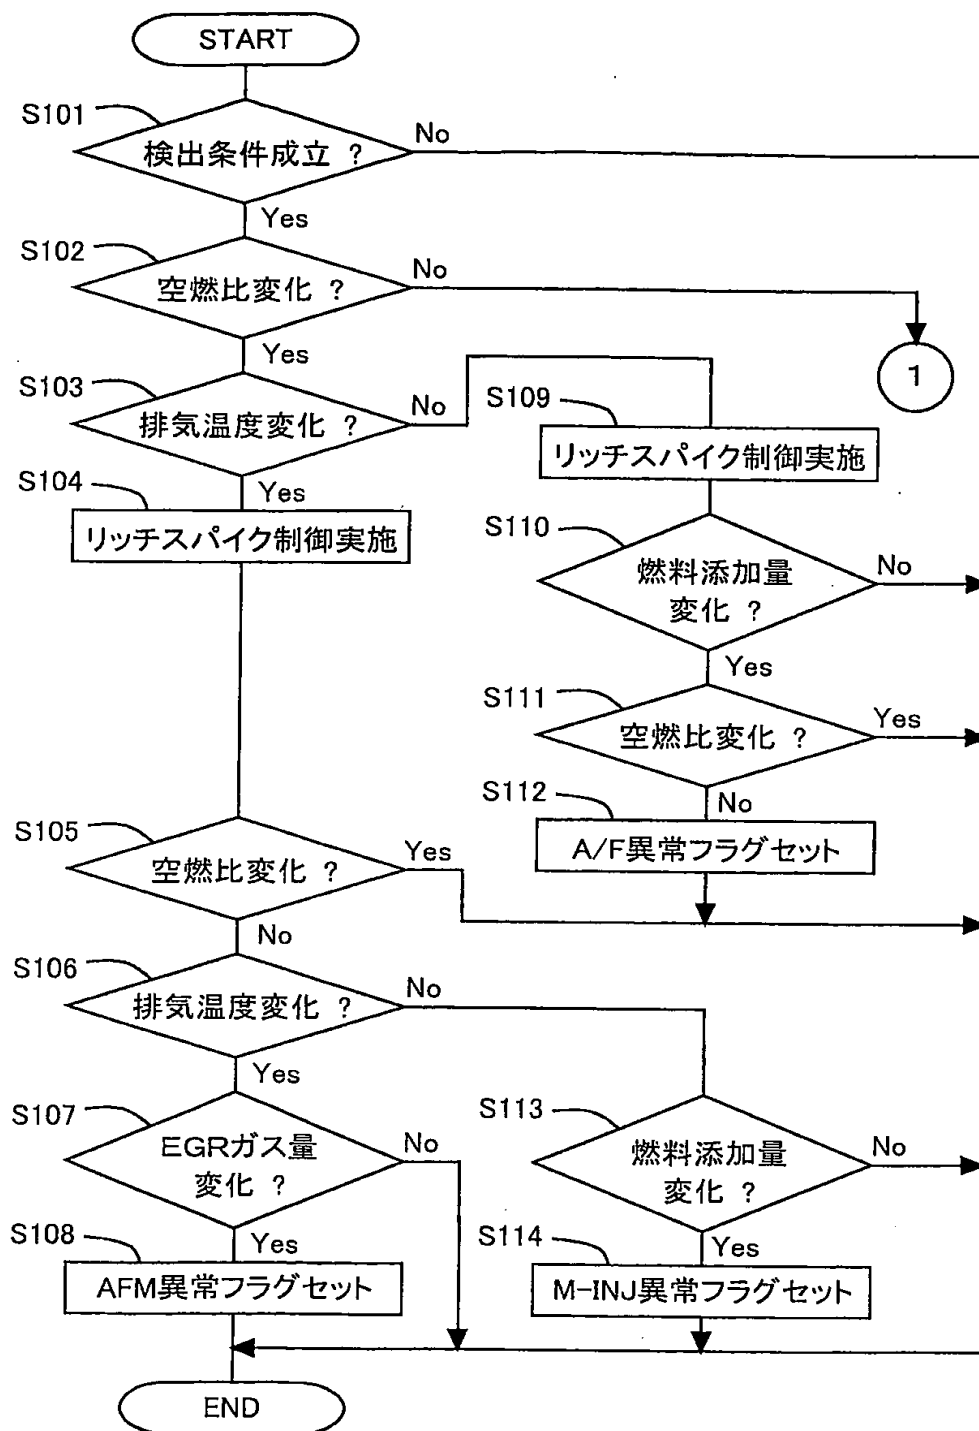 START
S101
検出条件成立 ?
No
Yes
S102
空燃比変化 ?
No
Yes
1
S103
排気温度変化 ?
No
Yes
S109
リッチスパイク制御実施
S104
リッチスパイク制御実施
S110
燃料添加量
変化 ?
No
Yes
S111
空燃比変化 ?
Yes
No
S112
A/F異常フラグセット
S105
空燃比変化 ?
Yes
No
S106
排気温度変化 ?
No
Yes
S107
EGRガス量
変化 ?
No
Yes
S113
燃料添加量
変化 ?
No
Yes
S108
AFM異常フラグセット
S114
M-INJ異常フラグセット
END